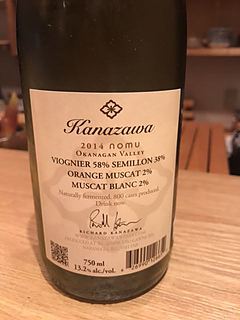 Kanazawa
2014 nomu
OKANAGAN VALLEY
VIOGNIER 58% SEMILLON 38%
ORANGE MUSCAT 2%
MUSCAT BLANC 2%
Naturally fermented. 800 cases produced.
Drink now.
RICHARD KANAZAWA
750 ml
13.2% alc./vol.